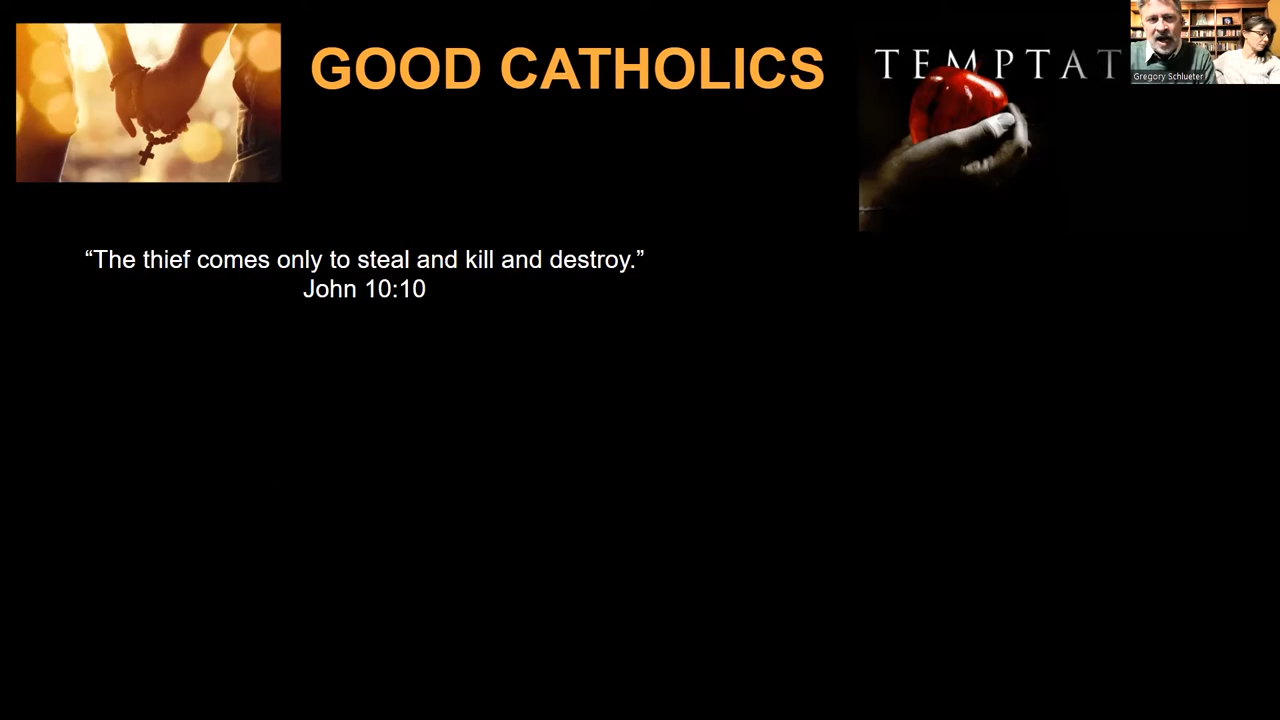 GOOD CATHOLICS
TEMPTAT
Gregory Schlueter
“The thief comes only to steal and kill and destroy.”
John 10:10